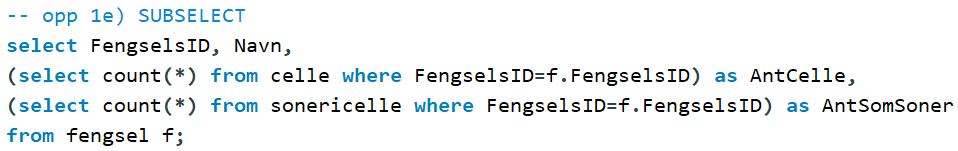 -- opp 1e) SUBSELECT
select FengselsID, Navn,
(select count(*) from celle where FengselsID=f.FengselsID) as AntCelle,
(select count(*) from sonericelle where FengselsID=f.FengselsID) as AntSomSoner
from fengsel f;